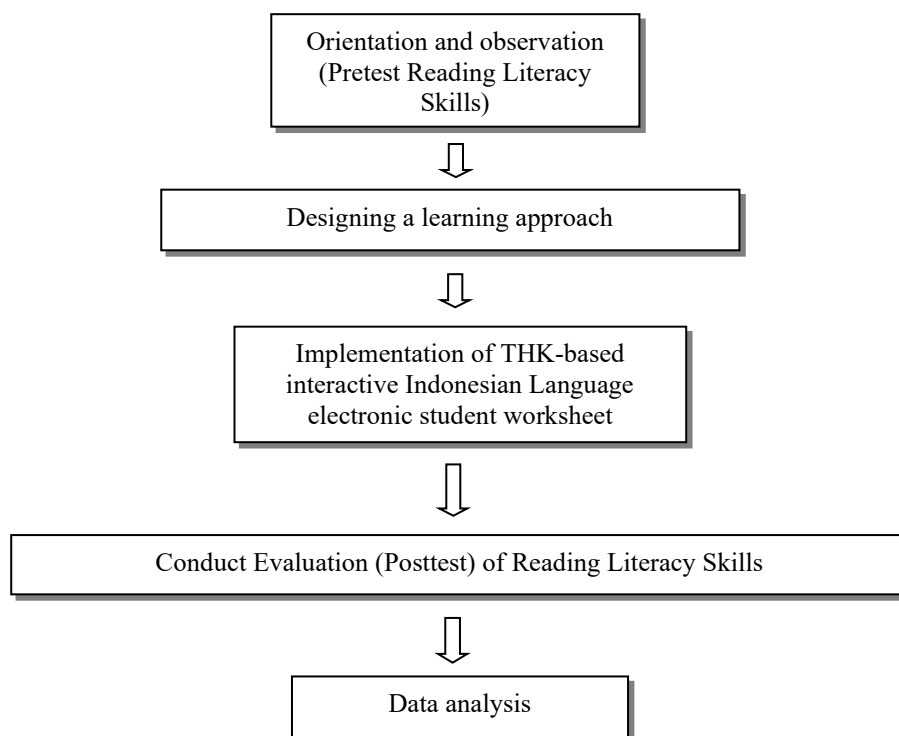 Orientation and observation
(Pretest Reading Literacy
Skills)
Designing a learning approach
Implementation of THK-based
interactive Indonesian Language
electronic student worksheet
Conduct Evaluation (Posttest) of Reading Literacy Skills
Data analysis